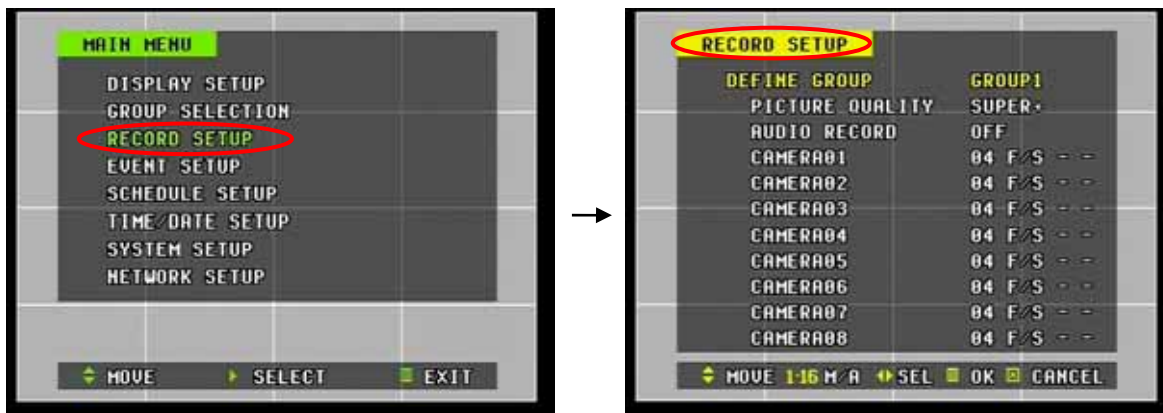 MAIN MENU
DISPLAY SETUP
GROUP SELECTION
RECORD SETUP
EVENT SETUP
SCHEDULE SETUP
TIME/DATE SETUP
SYSTEM SETUP
NETWORK SETUP
MOVE SELECT EXIT
RECORD SETUP
DEFINE GROUP GROUP1
PICTURE QUALITY SUPER+
AUDIO RECORD OFF
CAMERA01 04 F/S - -
CAMERA02 04 F/S - -
CAMERA03 04 F/S - -
CAMERA04 04 F/S - -
CAMERA05 04 F/S - -
CAMERA06 04 F/S - -
CAMERA07 04 F/S - -
CAMERA08 04 F/S - -
MOVE 1-16 M/A SEL OK CANCEL